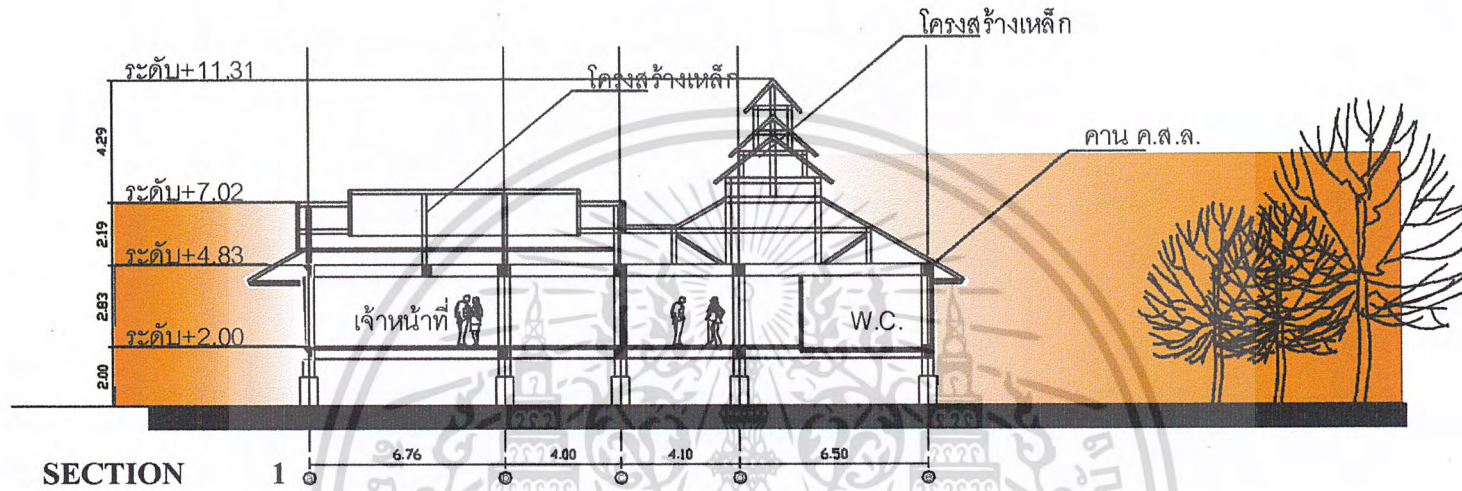 โครงสร้างเหล็ก
ระดับ+11.31
โครงสร้างเหล็ก
4.29
คาน ค.ส.ล.
ระดับ+7.02
2.19
ระดับ+4.83
2.83
เจ้าหน้าที่
W.C.
ระดับ+2.00
2.00
6.76 4.00 4.10 6.50
SECTION 1